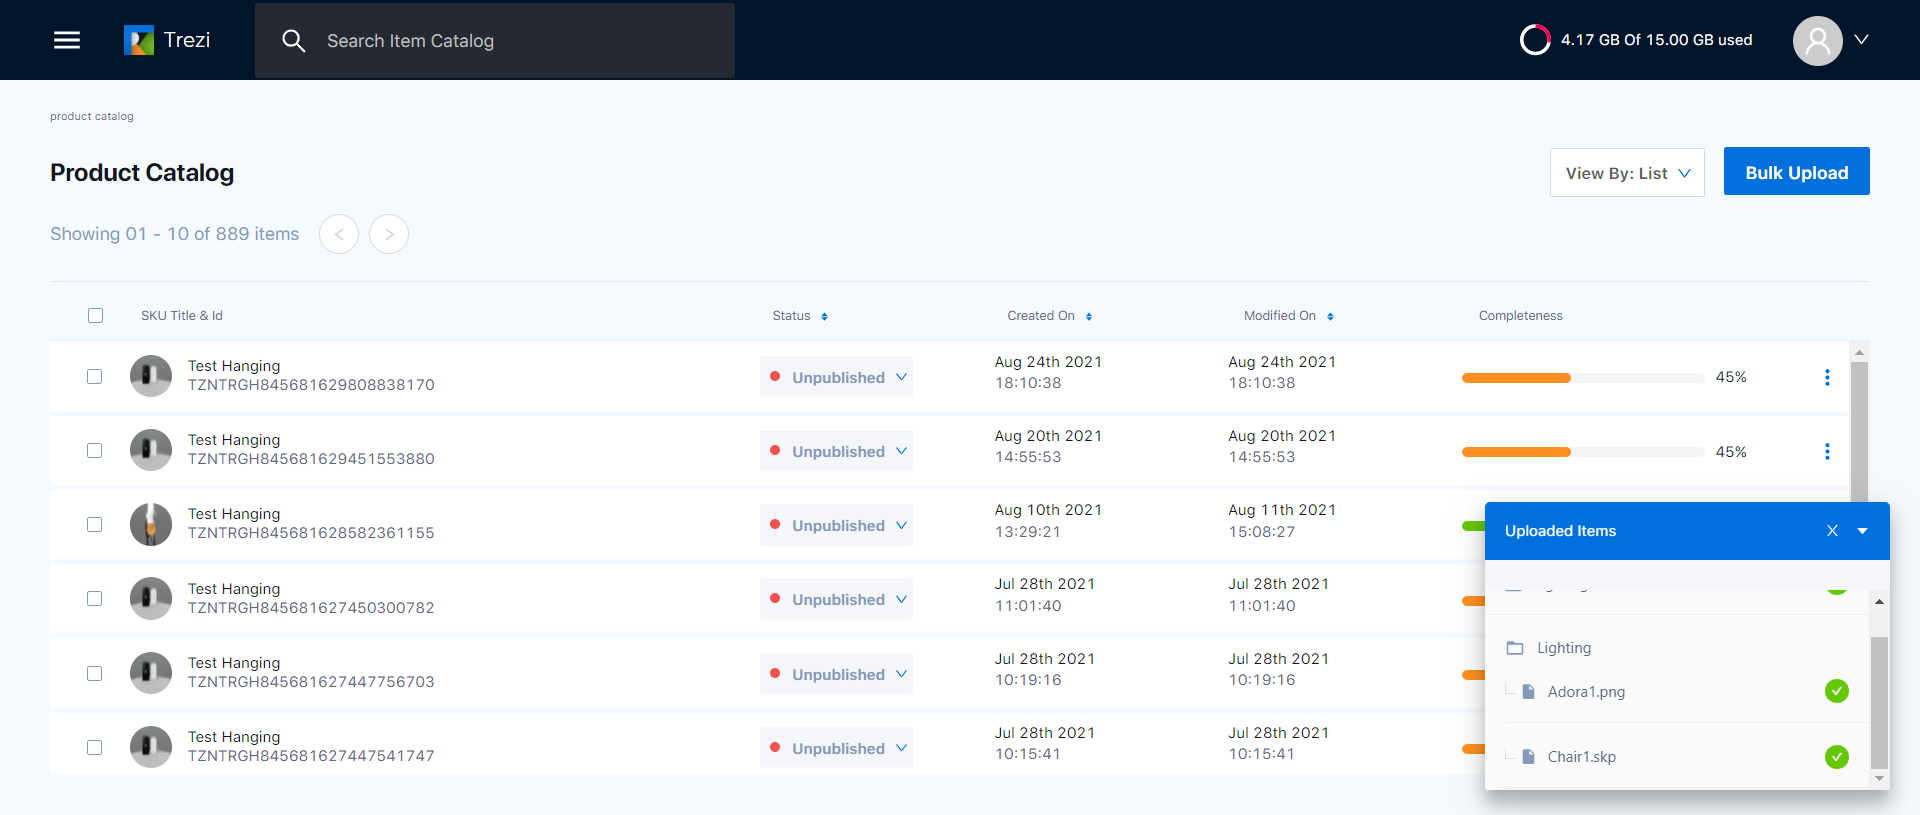 Trezi
Search Item Catalog
4.17 GB Of 15.00 GB used
product catalog
Product Catalog
View By: List
Bulk Upload
Showing 01 - 10 of 889 items
SKU Title & Id
Status
Created On
Modified On
Completeness
Test Hanging
TZNTRGH845681629808838170
Unpublished
Aug 24th 2021
18:10:38
Aug 24th 2021
18:10:38
45%
Test Hanging
TZNTRGH845681629451553880
Unpublished
Aug 20th 2021
14:55:53
Aug 20th 2021
14:55:53
45%
Test Hanging
TZNTRGH845681628582361155
Unpublished
Aug 10th 2021
13:29:21
Aug 11th 2021
15:08:27
Test Hanging
TZNTRGH845681627450300782
Unpublished
Jul 28th 2021
11:01:40
Jul 28th 2021
11:01:40
Test Hanging
TZNTRGH845681627447756703
Unpublished
Jul 28th 2021
10:19:16
Jul 28th 2021
10:19:16
Test Hanging
TZNTRGH845681627447541747
Unpublished
Jul 28th 2021
10:15:41
Jul 28th 2021
10:15:41
Uploaded Items
X
Lighting
Adora1.png
Chair1.skp